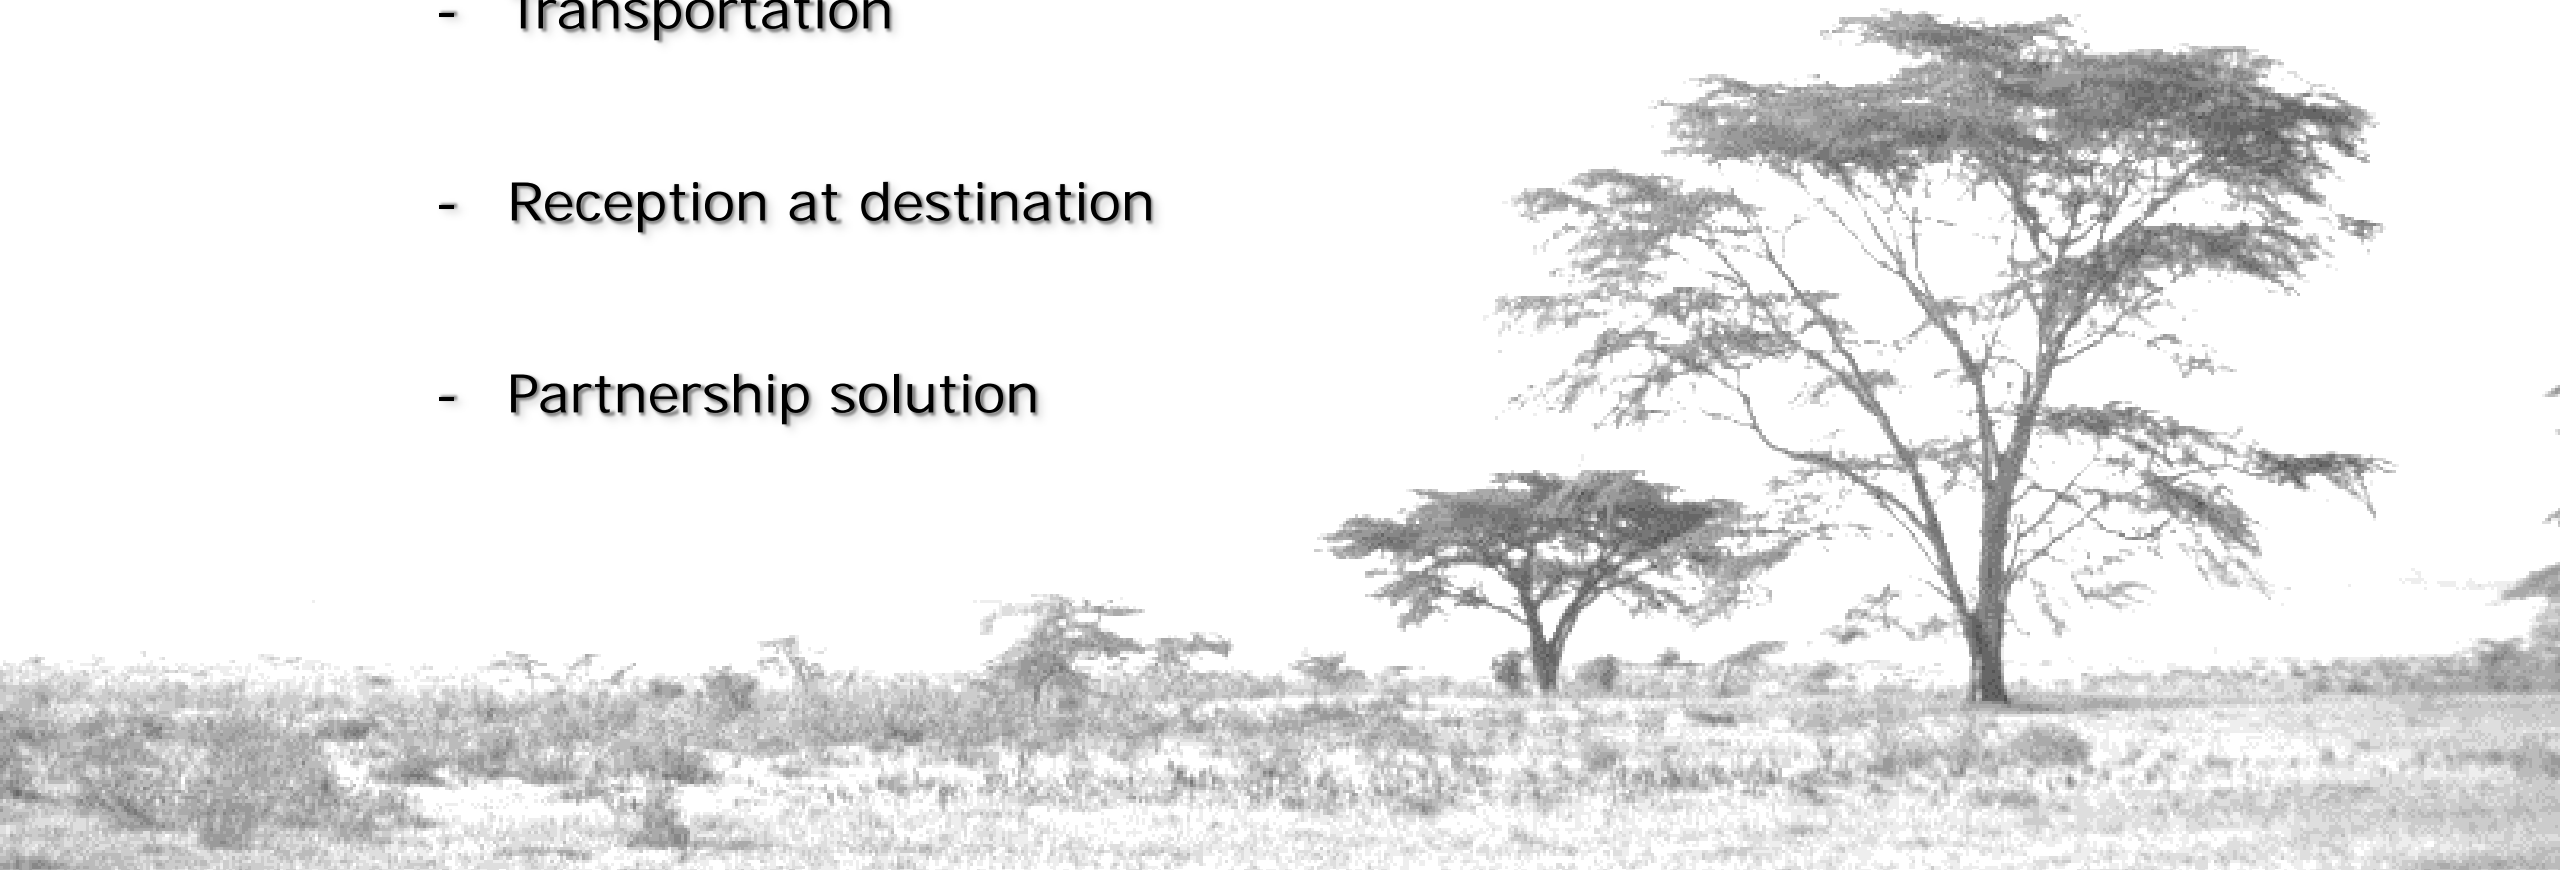 - Transportation
- Reception at destination
- Partnership solution